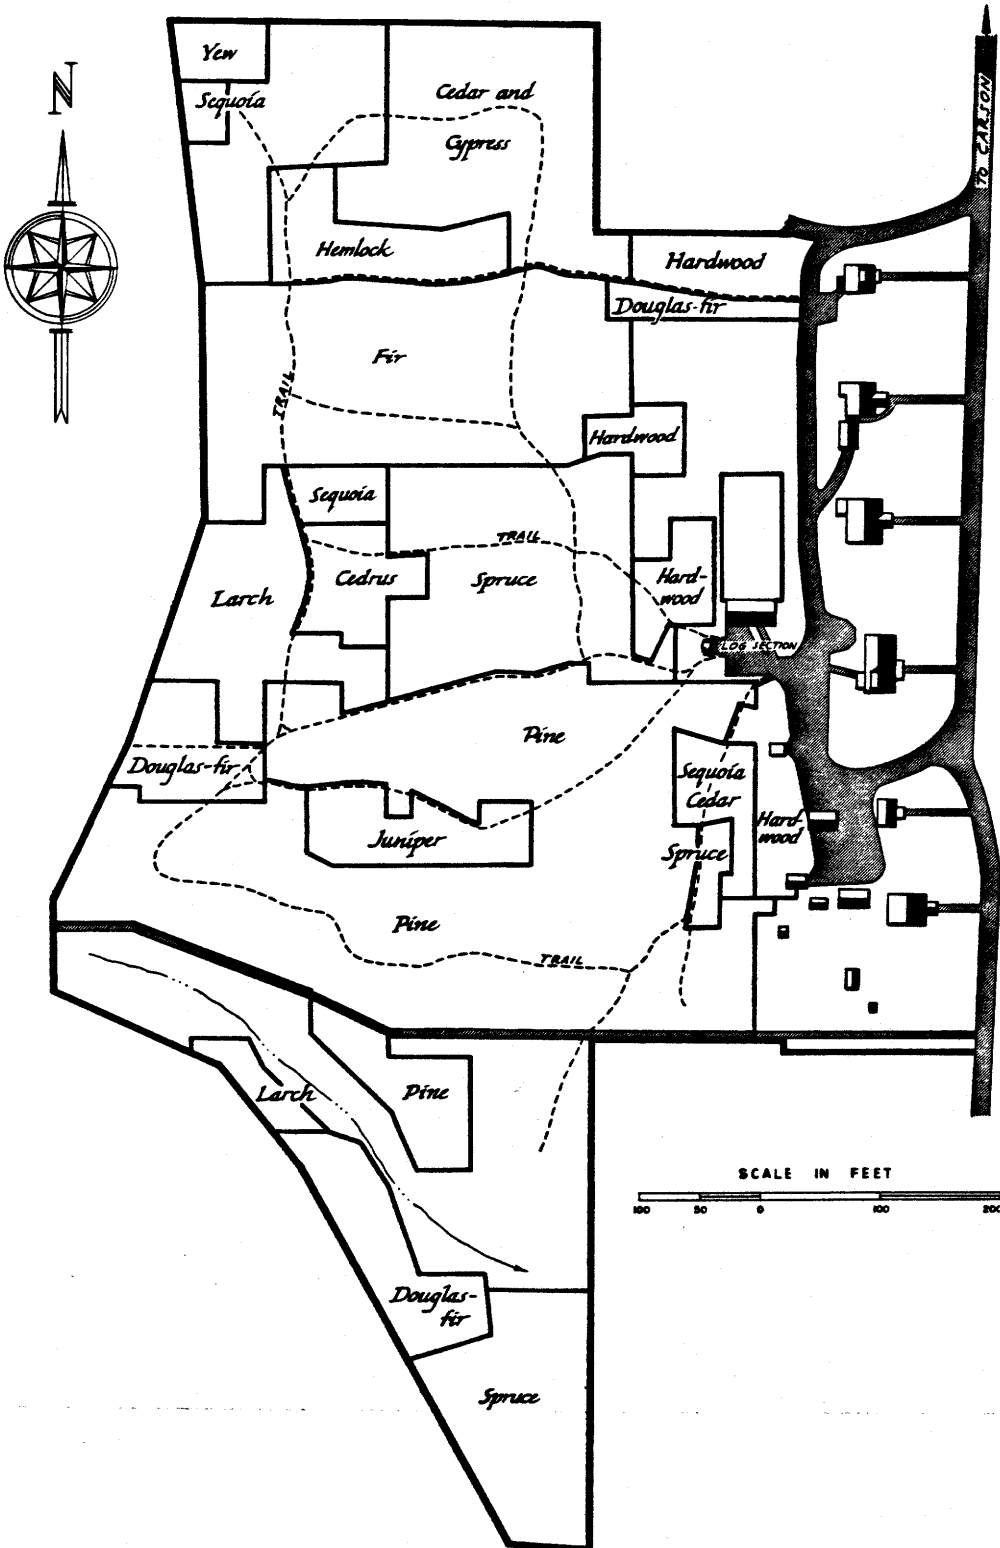 N
Yew
Sequoia
Cedar and
Cypress
TO CARSON
Hemlock
Hardwood
Douglas-fir
Fir
TRAIL
Hardwood
Sequoia
TRAIL
Cedrus
Spruce
Hard-
wood
Larch
LOG SECTION
Pine
Douglas-fir
Sequoia
Cedar
Hard-
wood
Juniper
Spruce
Pine
TRAIL
Larch
Pine
SCALE IN FEET
100 50 0 100 200
Douglas-
fir
Spruce